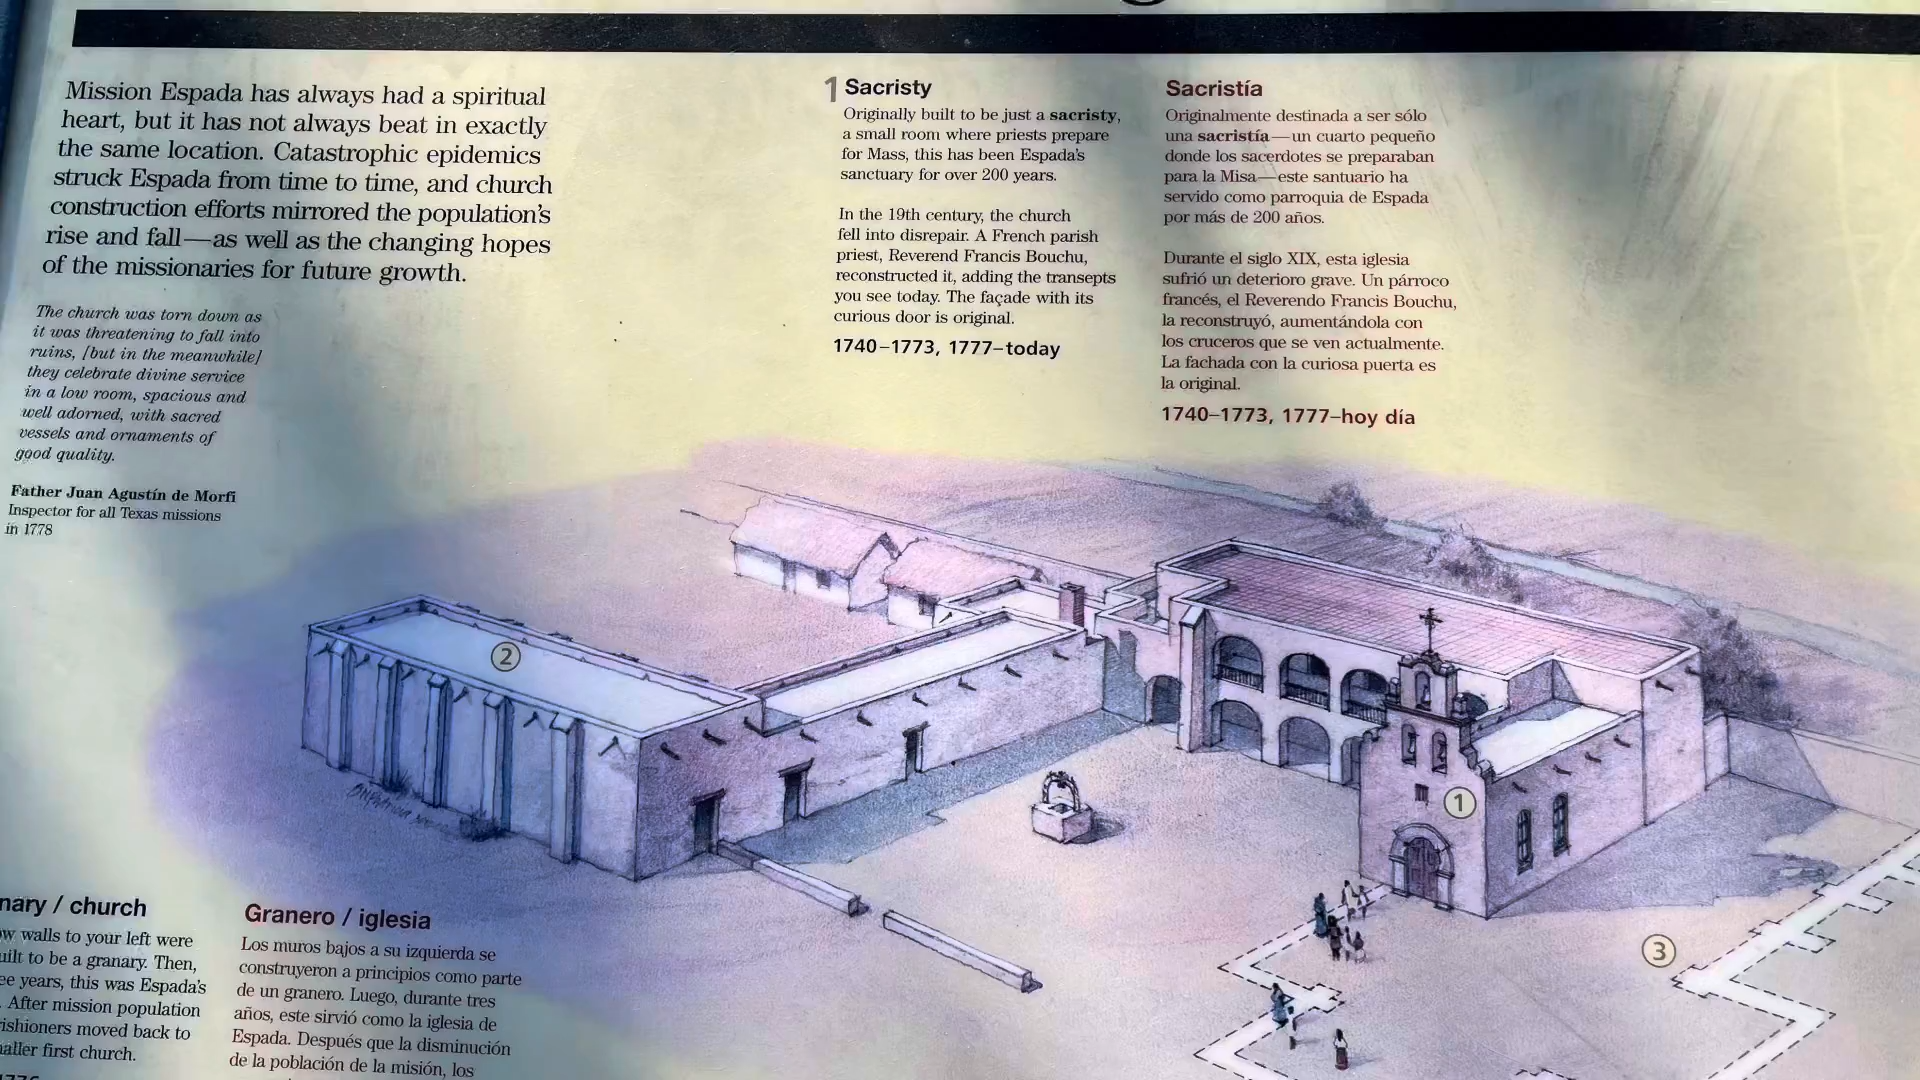 Mission Espada has always had a spiritual
heart, but it has not always beat in exactly
the same location. Catastrophic epidemics
struck Espada from time to time, and church
construction efforts mirrored the population's
rise and fall—as well as the changing hopes
of the missionaries for future growth.
The church was torn down as
it was threatening to fall into
ruins, [but in the meanwhile]
they celebrate divine service
in a low room, spacious and
well adorned, with sacred
vessels and ornaments of
good quality.
Father Juan Agustín de Morfi
Inspector for all Texas missions
in 1778
1 Sacristy
Originally built to be just a sacristy,
a small room where priests prepare
for Mass, this has been Espada's
sanctuary for over 200 years.
In the 19th century, the church
fell into disrepair. A French parish
priest, Reverend Francis Bouchu,
reconstructed it, adding the transepts
you see today. The façade with its
curious door is original.
1740–1773, 1777–today
Sacristía
Originalmente destinada a ser sólo
una sacristía—un cuarto pequeño
donde los sacerdotes se preparaban
para la Misa—este santuario ha
servido como parroquia de Espada
por más de 200 años.
Durante el siglo XIX, esta iglesia
sufrió un deterioro grave. Un párroco
francés, el Reverendo Francis Bouchu,
la reconstruyó, aumentándola con
los cruceros que se ven actualmente.
La fachada con la curiosa puerta es
la original.
1740–1773, 1777–hoy día
2
1
3
/ church
walls to your left were
to be a granary. Then,
years, this was Espada's
After mission population
moved back to
first church.
Granero / iglesia
Los muros bajos a su izquierda se
construyeron a principios como parte
de un granero. Luego, durante tres
años, este sirvió como la iglesia de
Espada. Después que la disminución
de la población de la misión, los